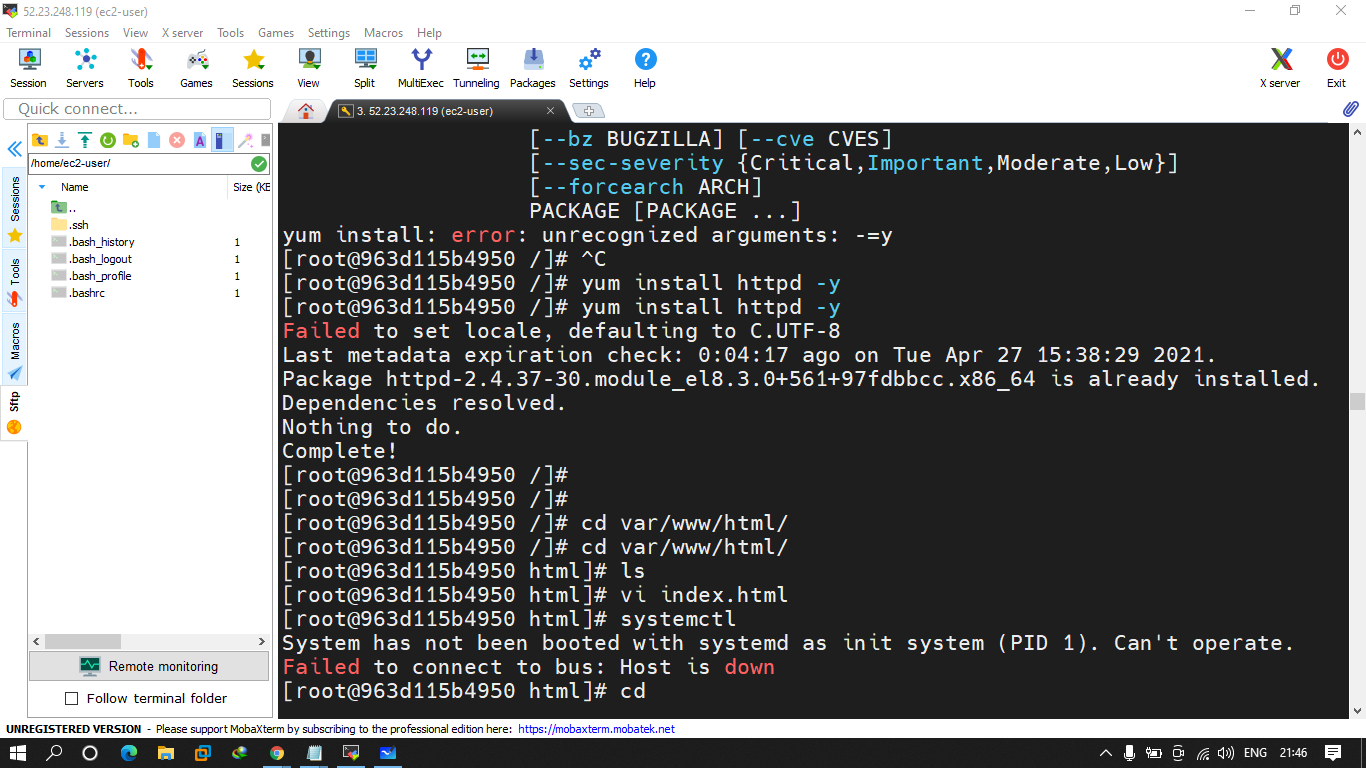 52.23.248.119 (ec2-user)
Terminal Sessions View X server Tools Games Settings Macros Help
Session Servers Tools Games Sessions View Split MultiExec Tunneling Packages Settings Help X server Exit
Quick connect...
3. 52.23.248.119 (ec2-user)
/home/ec2-user/
Name Size (KB
..
.ssh
.bash_history 1
.bash_logout 1
.bash_profile 1
.bashrc 1
Sessions
Tools
Macros
Sftp
Remote monitoring
Follow terminal folder
[--bz BUGZILLA] [--cve CVES]
[--sec-severity {Critical,Important,Moderate,Low}]
[--forcearch ARCH]
PACKAGE [PACKAGE ...]
yum install: error: unrecognized arguments: -=y
[root@963d115b4950 /]# ^C
[root@963d115b4950 /]# yum install httpd -y
[root@963d115b4950 /]# yum install httpd -y
Failed to set locale, defaulting to C.UTF-8
Last metadata expiration check: 0:04:17 ago on Tue Apr 27 15:38:29 2021.
Package httpd-2.4.37-30.module_el8.3.0+561+97fdbbcc.x86_64 is already installed.
Dependencies resolved.
Nothing to do.
Complete!
[root@963d115b4950 /]#
[root@963d115b4950 /]#
[root@963d115b4950 /]# cd var/www/html/
[root@963d115b4950 /]# cd var/www/html/
[root@963d115b4950 html]# ls
[root@963d115b4950 html]# vi index.html
[root@963d115b4950 html]# systemctl
System has not been booted with systemd as init system (PID 1). Can't operate.
Failed to connect to bus: Host is down
[root@963d115b4950 html]# cd
UNREGISTERED VERSION - Please support MobaXterm by subscribing to the professional edition here: https://mobaxterm.mobatek.net
ENG 21:46